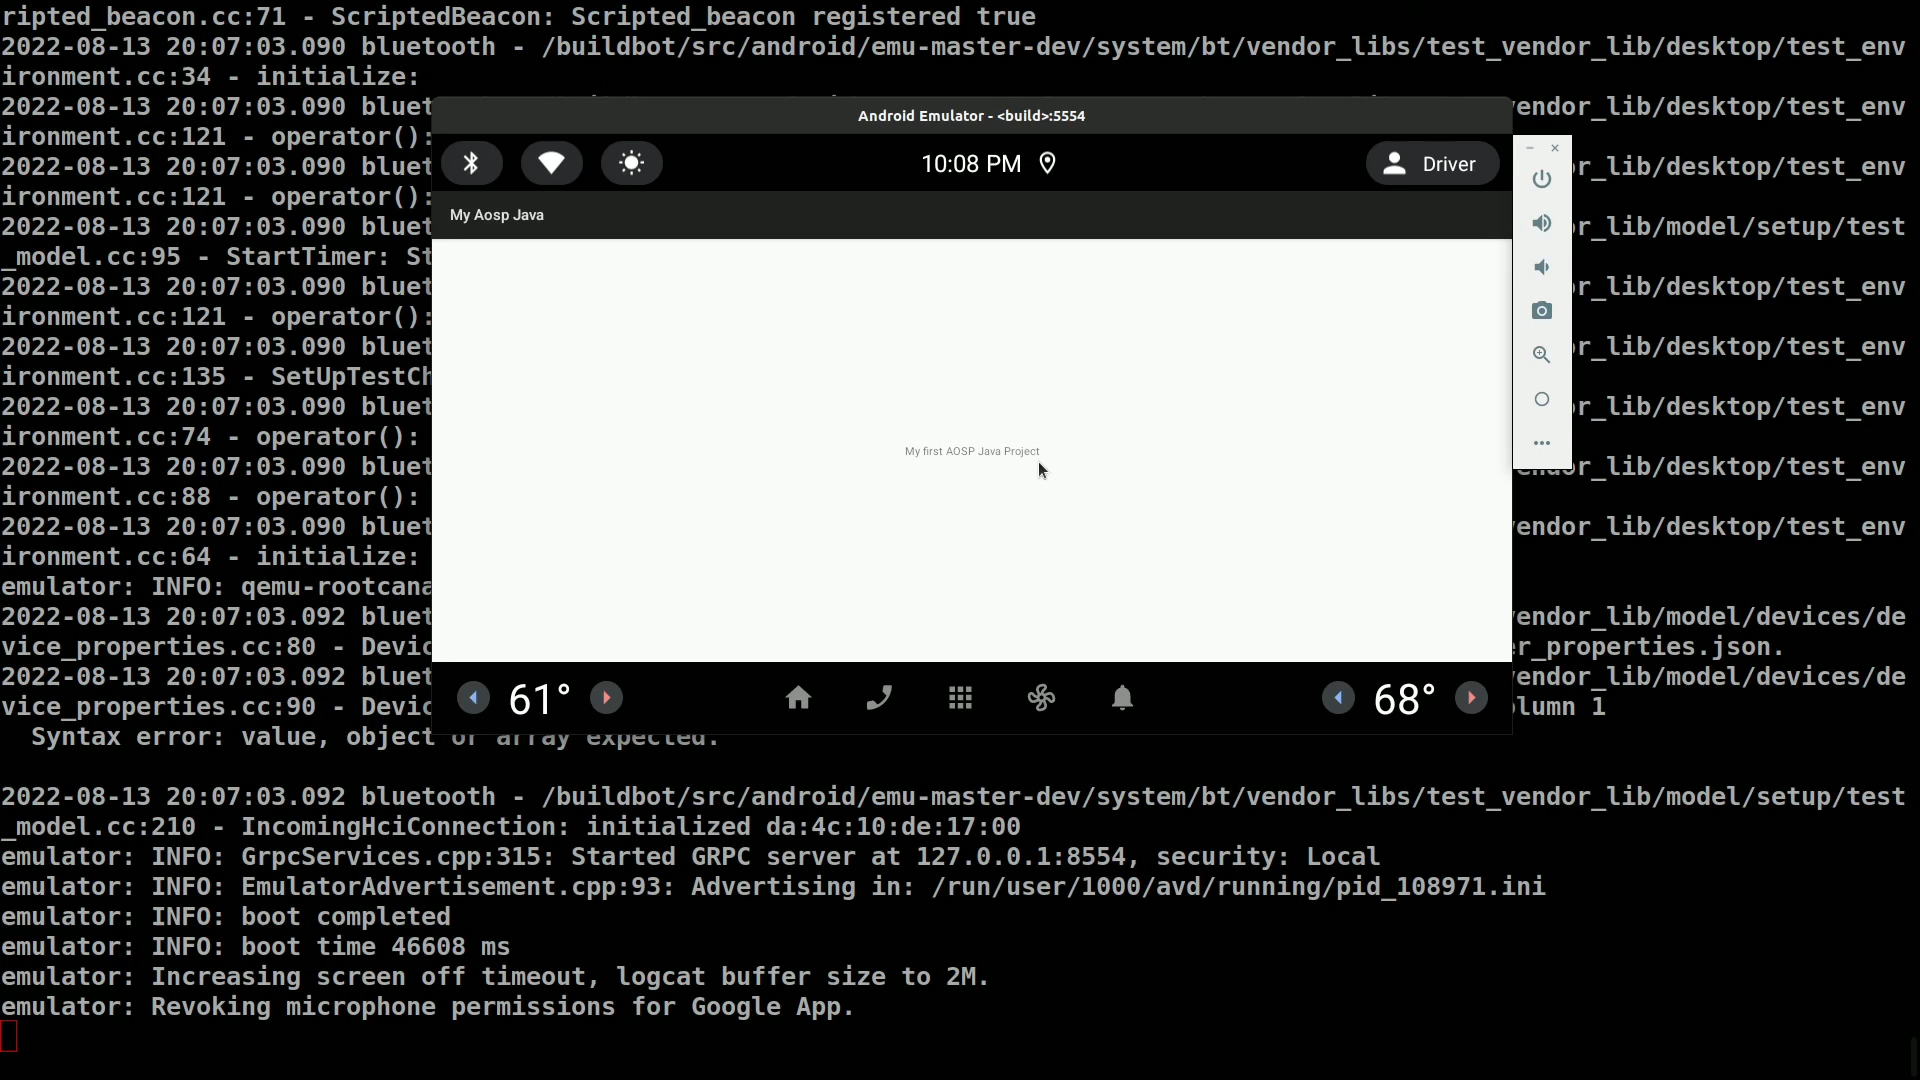 ripted_beacon.cc:71 - ScriptedBeacon: Scripted_beacon registered true
2022-08-13 20:07:03.090 bluetooth - /buildbot/src/android/emu-master-dev/system/bt/vendor_libs/test_vendor_lib/desktop/test_env
ironment.cc:34 - initialize:
2022-08-13 20:07:03.090 bluet endor_lib/desktop/test_env
ironment.cc:121 - operator():
2022-08-13 20:07:03.090 bluet r_lib/desktop/test_env
ironment.cc:121 - operator():
2022-08-13 20:07:03.090 bluet r_lib/model/setup/test
_model.cc:95 - StartTimer: St
2022-08-13 20:07:03.090 bluet r_lib/desktop/test_env
ironment.cc:121 - operator():
2022-08-13 20:07:03.090 bluet r_lib/desktop/test_env
ironment.cc:135 - SetUpTestCh
2022-08-13 20:07:03.090 bluet r_lib/desktop/test_env
ironment.cc:74 - operator():
2022-08-13 20:07:03.090 bluet endor_lib/desktop/test_env
ironment.cc:88 - operator():
2022-08-13 20:07:03.090 bluet endor_lib/desktop/test_env
ironment.cc:64 - initialize:
emulator: INFO: qemu-rootcana
2022-08-13 20:07:03.092 bluet endor_lib/model/devices/de
vice_properties.cc:80 - Devic r_properties.json.
2022-08-13 20:07:03.092 bluet endor_lib/model/devices/de
vice_properties.cc:90 - Devic lumn 1
Syntax error: value, object or array expected.
2022-08-13 20:07:03.092 bluetooth - /buildbot/src/android/emu-master-dev/system/bt/vendor_libs/test_vendor_lib/model/setup/test
_model.cc:210 - IncomingHciConnection: initialized da:4c:10:de:17:00
emulator: INFO: GrpcServices.cpp:315: Started GRPC server at 127.0.0.1:8554, security: Local
emulator: INFO: EmulatorAdvertisement.cpp:93: Advertising in: /run/user/1000/avd/running/pid_108971.ini
emulator: INFO: boot completed
emulator: INFO: boot time 46608 ms
emulator: Increasing screen off timeout, logcat buffer size to 2M.
emulator: Revoking microphone permissions for Google App.
Android Emulator - <build>:5554
10:08 PM
Driver
My Aosp Java
My first AOSP Java Project
61°
68°